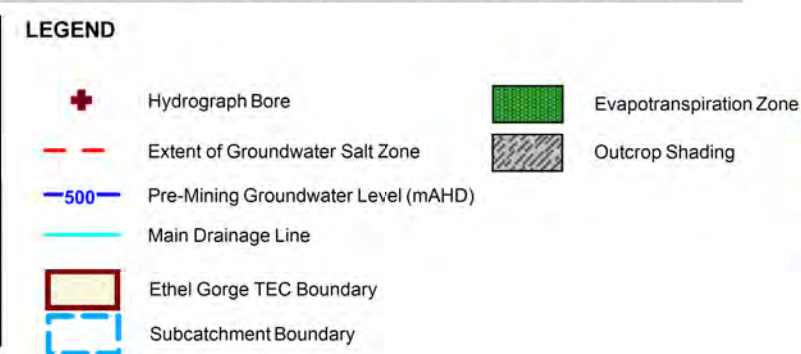 LEGEND
Hydrograph Bore
Extent of Groundwater Salt Zone
500 Pre-Mining Groundwater Level (mAHD)
Main Drainage Line
Ethel Gorge TEC Boundary
Subcatchment Boundary
Evapotranspiration Zone
Outcrop Shading